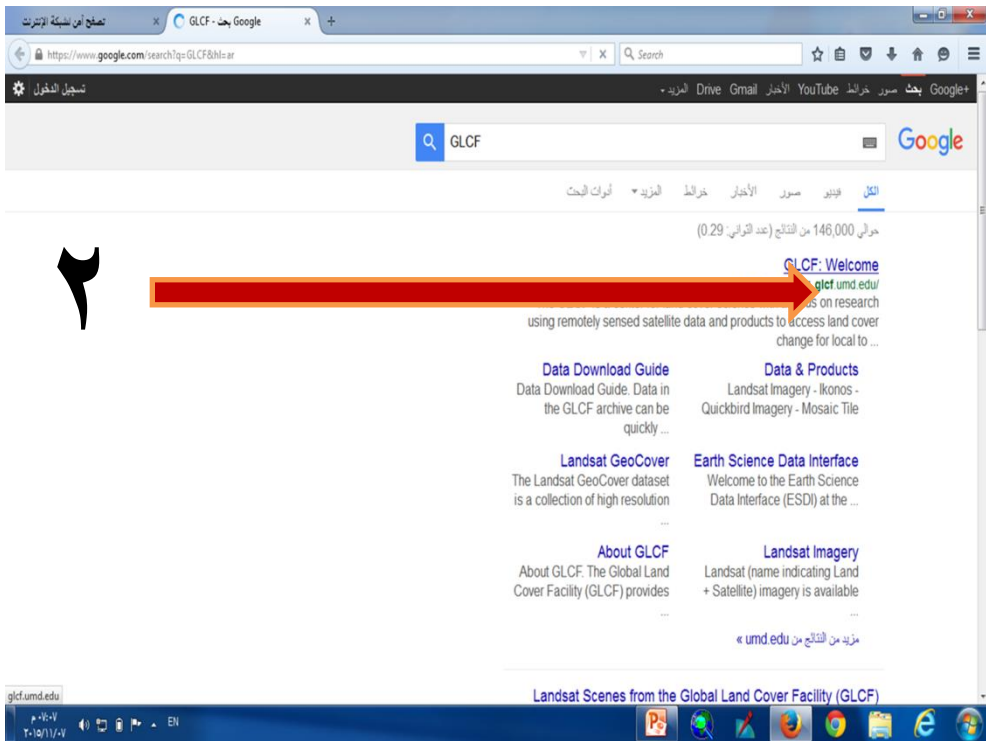 تصفح أمن لشبكة الإنترنت
GLCF - بحث Google
https://www.google.com/search?q=GLCF&hl=ar
Search
+Google بحث صور خرائط YouTube الأخبار Gmail Drive المزيد
تسجيل الدخول
Google
GLCF
الكل فيديو صور الأخبار خرائط المزيد أدوات البحث
حوالي 146,000 من النتائج (عدد الثواني: 0.29)
GLCF: Welcome
glcf.umd.edu/
on research
using remotely sensed satellite data and products to access land cover
change for local to ...
٢
Data & Products
Landsat Imagery - Ikonos -
Quickbird Imagery - Mosaic Tile
Data Download Guide
Data Download Guide. Data in
the GLCF archive can be
quickly ...
Earth Science Data Interface
Welcome to the Earth Science
Data Interface (ESDI) at the ...
Landsat GeoCover
The Landsat GeoCover dataset
is a collection of high resolution
...
Landsat Imagery
Landsat (name indicating Land
+ Satellite) imagery is available
...
About GLCF
About GLCF. The Global Land
Cover Facility (GLCF) provides
...
مزيد من النتائج من umd.edu »
Landsat Scenes from the Global Land Cover Facility (GLCF)
glcf.umd.edu
EN
٠٧:٠٧ م
٢٠١٥/١١/٠٧